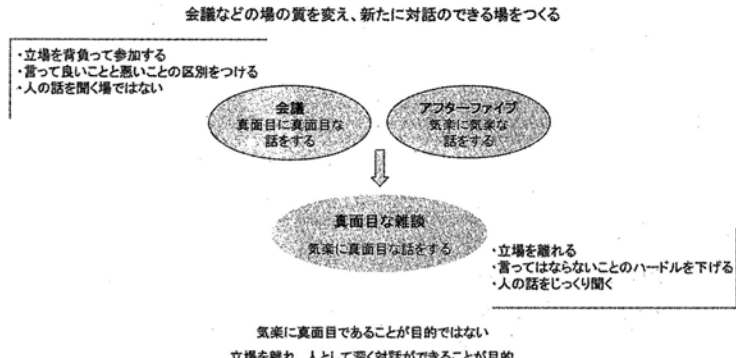 会議などの場の質を変え、新たに対話のできる場をつくる
・立場を背負って参加する
・言って良いことと悪いことの区別をつける
・人の話を聞く場ではない
会議
真面目に真面目な
話をする
アフターファイブ
気楽に気楽な
話をする
真面目な雑談
気楽に真面目な話をする
・立場を離れる
・言ってはならないことのハードルを下げる
・人の話をじっくり聞く
気楽に真面目であることが目的ではない
立場を離れ、人として深く対話ができることが目的